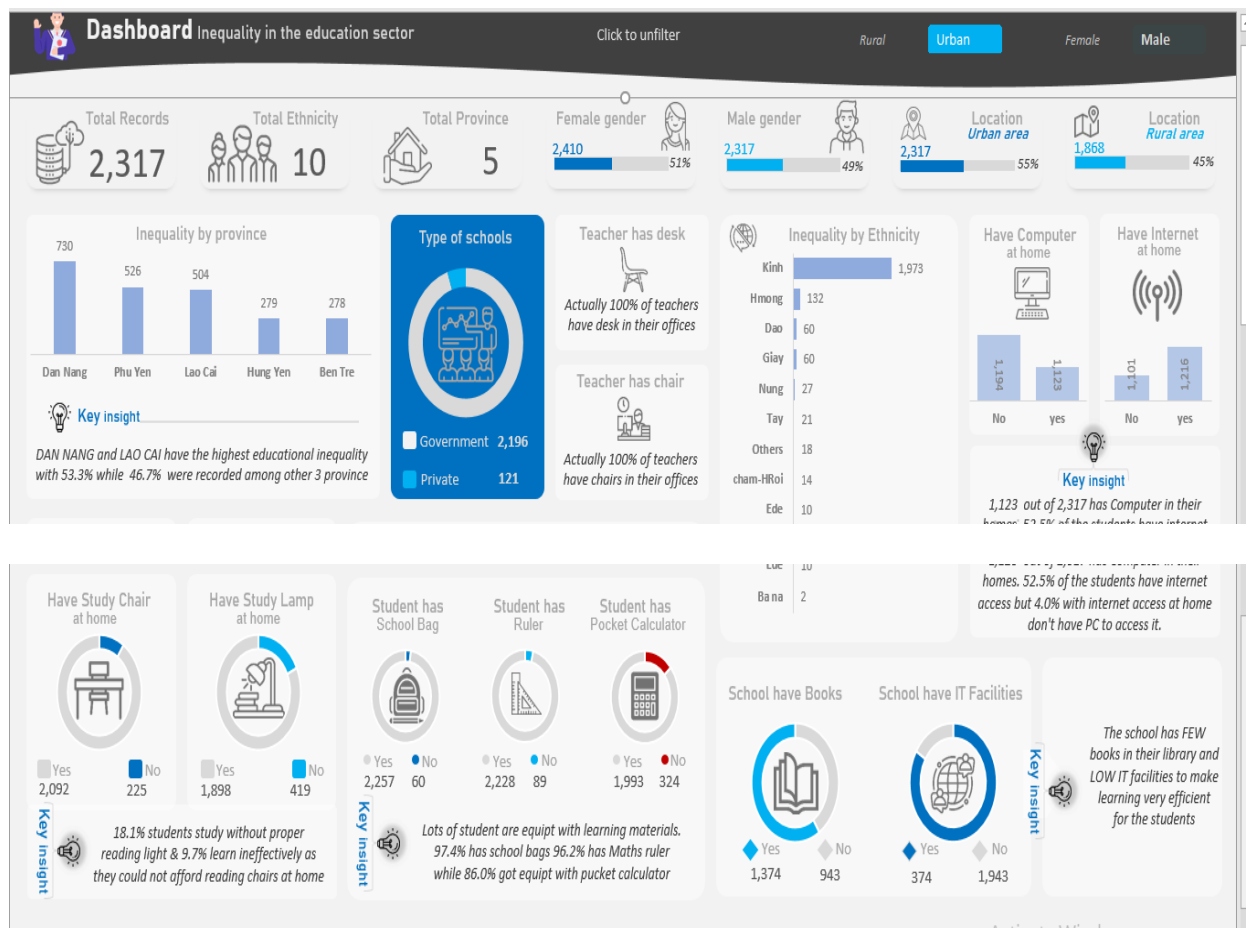 Dashboard Inequality in the education sector
Click to unfilter
Rural
Urban
Female
Male
Total Records
2,317
Total Ethnicity
10
Total Province
5
Female gender
2,410
51%
Male gender
2,317
49%
Location
Urban area
2,317
55%
Location
Rural area
1,868
45%
Inequality by province
730
526
504
279
278
Dan Nang
Phu Yen
Lao Cai
Hung Yen
Ben Tre
Key insight
DAN NANG and LAO CAI have the highest educational inequality
with 53.3% while 46.7% were recorded among other 3 province
Type of schools
Government 2,196
Private 121
Teacher has desk
Actually 100% of teachers
have desk in their offices
Teacher has chair
Actually 100% of teachers
have chairs in their offices
Inequality by Ethnicity
Kinh 1,973
Hmong 132
Dao 60
Giay 60
Nung 27
Tay 21
Others 18
cham-HRoi 14
Ede 10
Have Computer
at home
1,194
1,123
No
yes
Have Internet
at home
1,101
1,216
No
yes
Key insight
1,123 out of 2,317 has Computer in their
homes. 52.5% of the students have internet
Ede 10
Ba na 2
homes. 52.5% of the students have internet
access but 4.0% with internet access at home
don't have PC to access it.
Have Study Chair
at home
Yes
No
2,092
225
Have Study Lamp
at home
Yes
No
1,898
419
Key insight
18.1% students study without proper
reading light & 9.7% learn ineffectively as
they could not afford reading chairs at home
Student has
School Bag
Yes
No
2,257
60
Student has
Ruler
Yes
No
2,228
89
Student has
Pocket Calculator
Yes
No
1,993
324
Key insight
Lots of student are equipt with learning materials.
97.4% has school bags 96.2% has Maths ruler
while 86.0% got equipt with pucket calculator
School have Books
Yes
No
1,374
943
School have IT Facilities
Yes
No
374
1,943
Key insight
The school has FEW
books in their library and
LOW IT facilities to make
learning very efficient
for the students